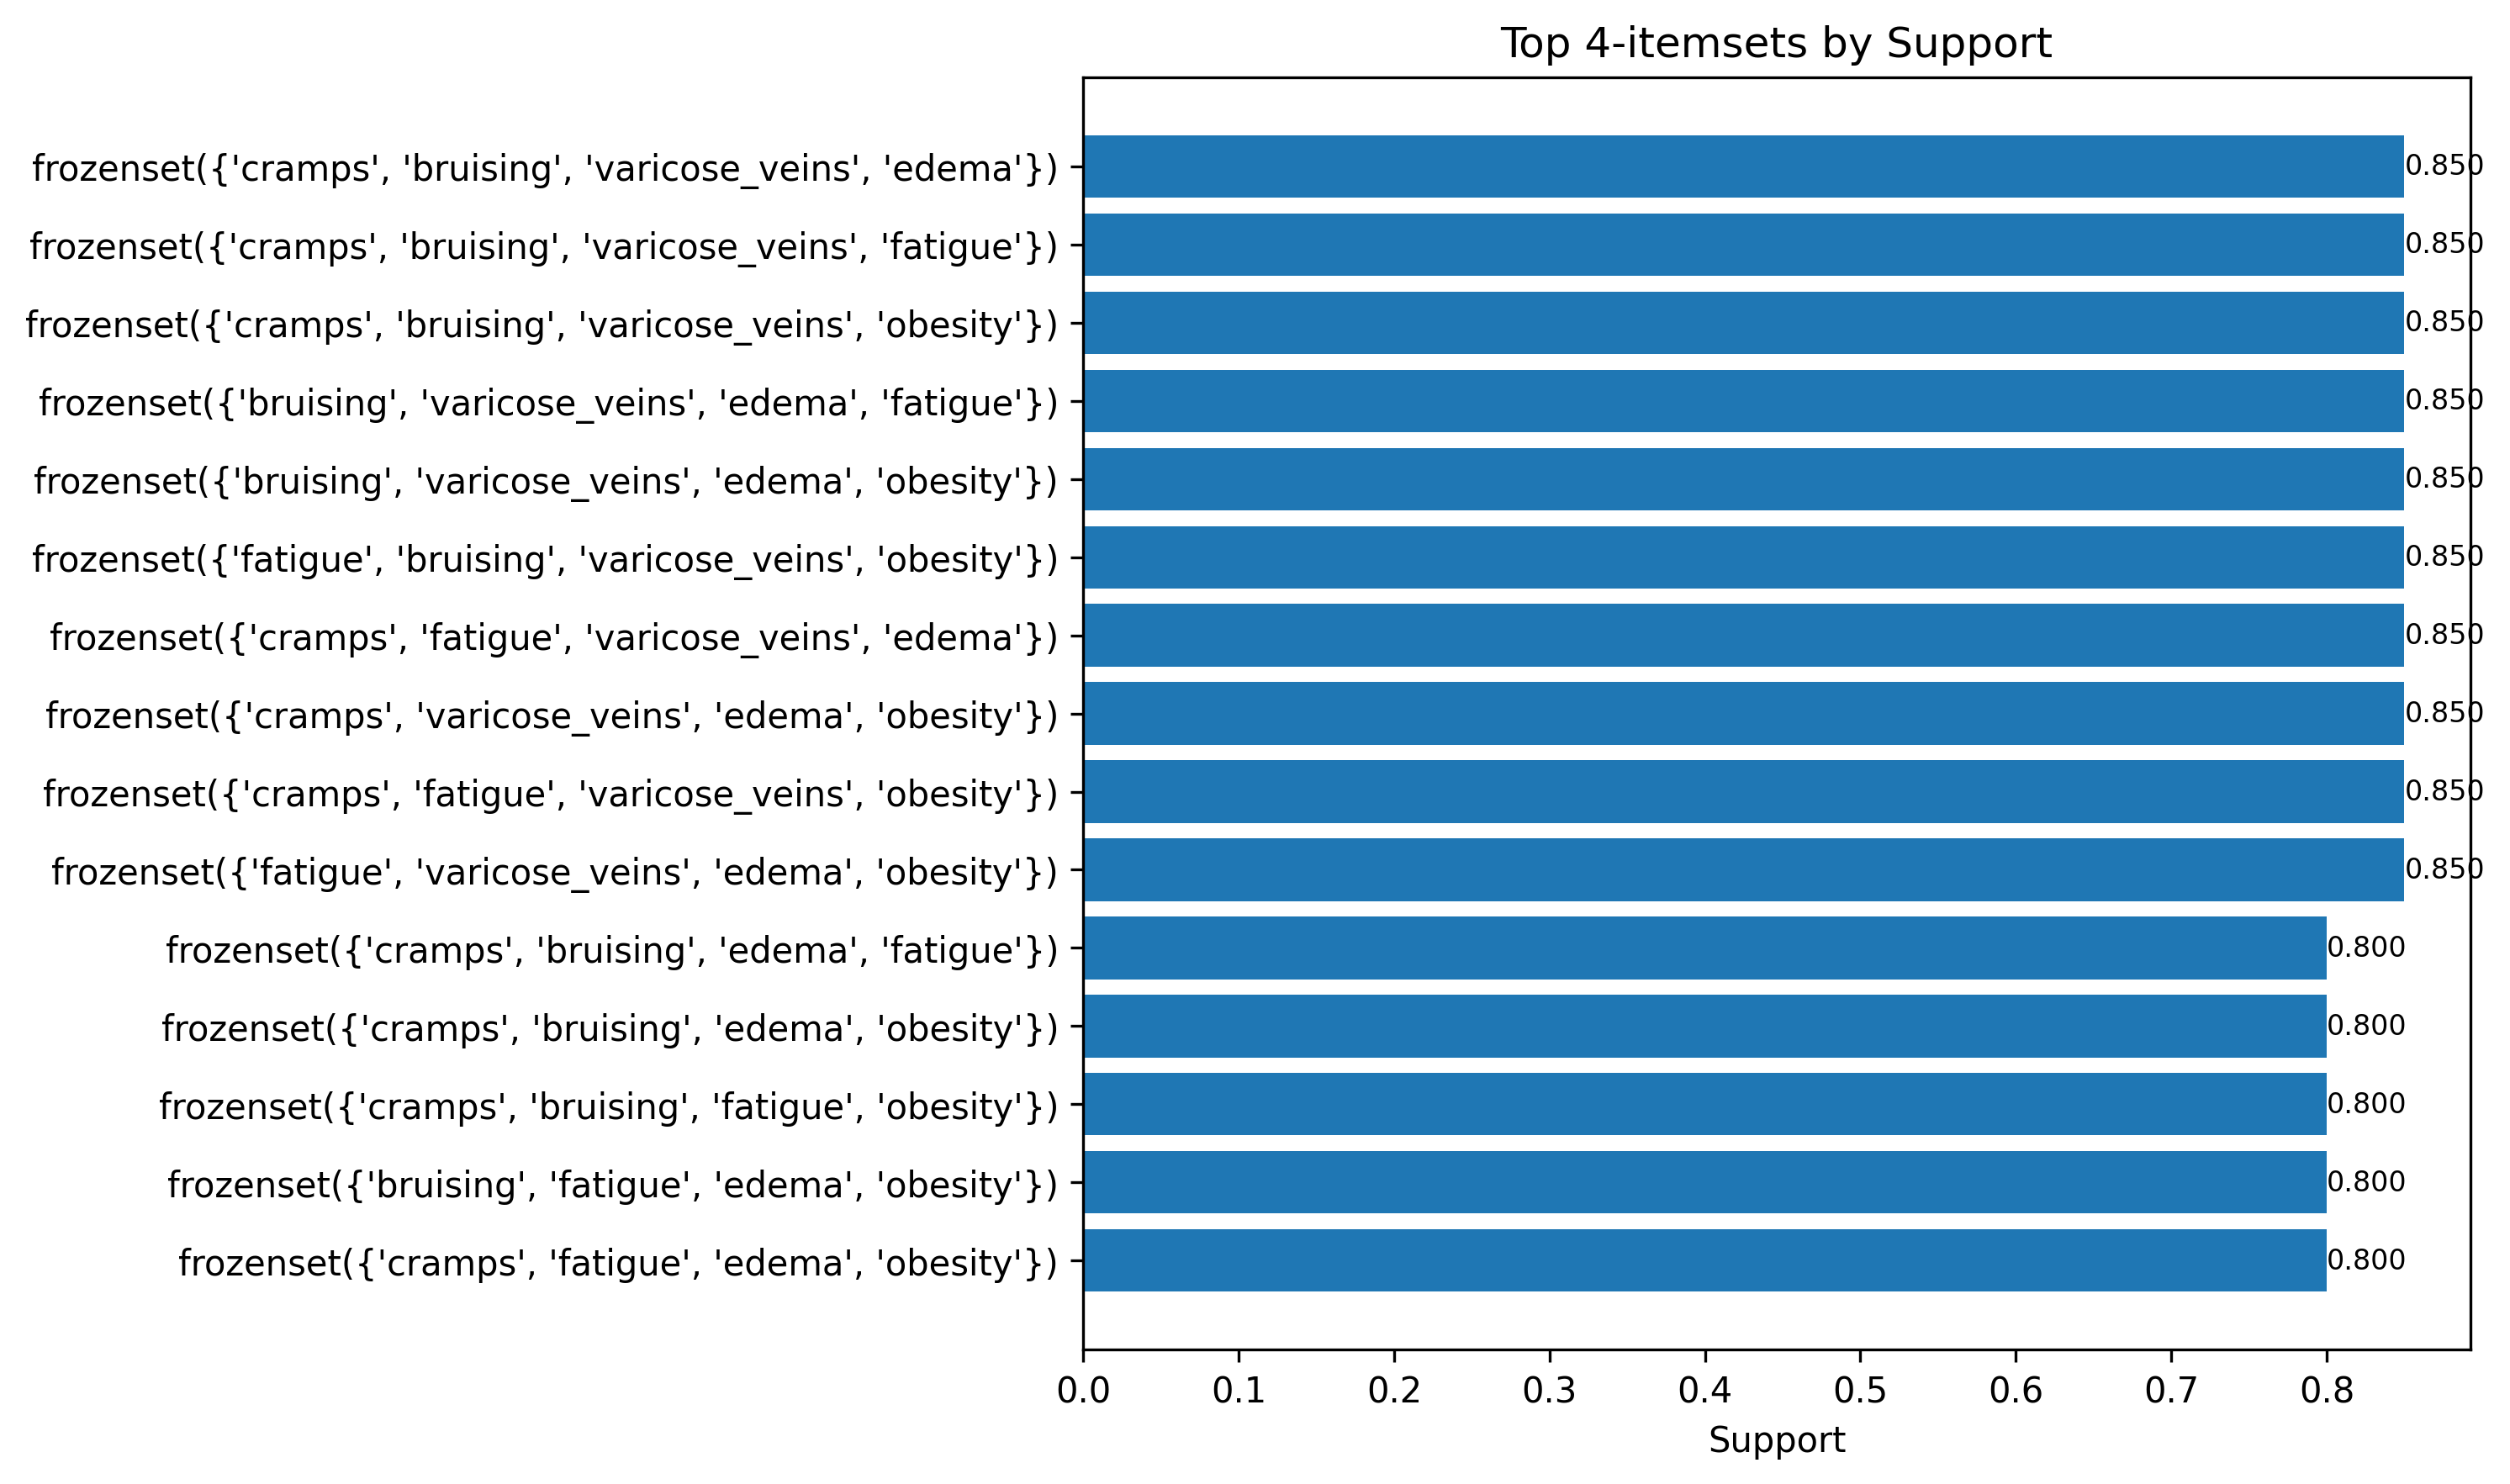 Top 4-itemsets by Support
frozenset({'cramps', 'bruising', 'varicose_veins', 'edema'}) 0.850
frozenset({'cramps', 'bruising', 'varicose_veins', 'fatigue'}) 0.850
frozenset({'cramps', 'bruising', 'varicose_veins', 'obesity'}) 0.850
frozenset({'bruising', 'varicose_veins', 'edema', 'fatigue'}) 0.850
frozenset({'bruising', 'varicose_veins', 'edema', 'obesity'}) 0.850
frozenset({'fatigue', 'bruising', 'varicose_veins', 'obesity'}) 0.850
frozenset({'cramps', 'fatigue', 'varicose_veins', 'edema'}) 0.850
frozenset({'cramps', 'varicose_veins', 'edema', 'obesity'}) 0.850
frozenset({'cramps', 'fatigue', 'varicose_veins', 'obesity'}) 0.850
frozenset({'fatigue', 'varicose_veins', 'edema', 'obesity'}) 0.850
frozenset({'cramps', 'bruising', 'edema', 'fatigue'}) 0.800
frozenset({'cramps', 'bruising', 'edema', 'obesity'}) 0.800
frozenset({'cramps', 'bruising', 'fatigue', 'obesity'}) 0.800
frozenset({'bruising', 'fatigue', 'edema', 'obesity'}) 0.800
frozenset({'cramps', 'fatigue', 'edema', 'obesity'}) 0.800
0.0 0.1 0.2 0.3 0.4 0.5 0.6 0.7 0.8
Support